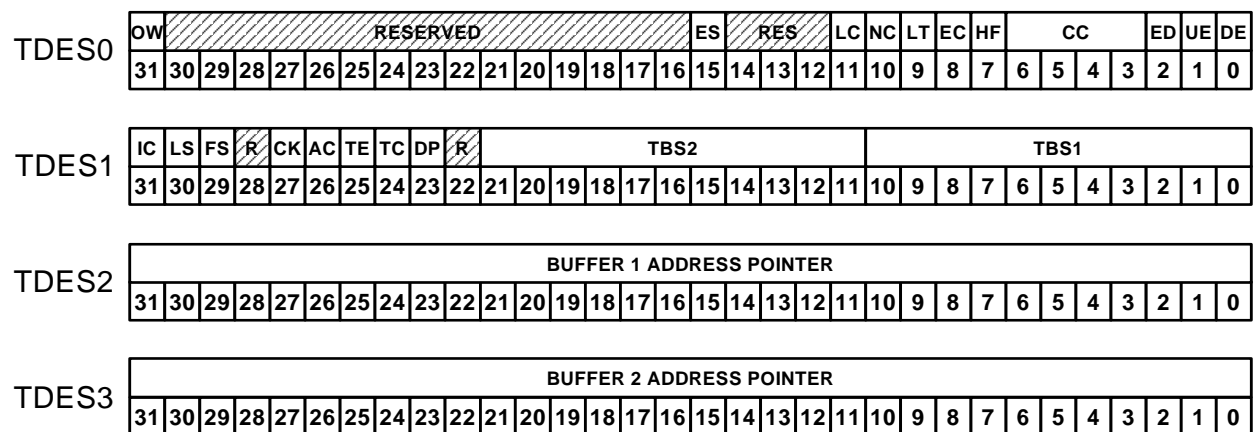 TDES0
OW RESERVED ES RES LC NC LT EC HF CC ED UE DE
31 30 29 28 27 26 25 24 23 22 21 20 19 18 17 16 15 14 13 12 11 10 9 8 7 6 5 4 3 2 1 0
TDES1
IC LS FS R CK AC TE TC DP R TBS2 TBS1
31 30 29 28 27 26 25 24 23 22 21 20 19 18 17 16 15 14 13 12 11 10 9 8 7 6 5 4 3 2 1 0
TDES2
BUFFER 1 ADDRESS POINTER
31 30 29 28 27 26 25 24 23 22 21 20 19 18 17 16 15 14 13 12 11 10 9 8 7 6 5 4 3 2 1 0
TDES3
BUFFER 2 ADDRESS POINTER
31 30 29 28 27 26 25 24 23 22 21 20 19 18 17 16 15 14 13 12 11 10 9 8 7 6 5 4 3 2 1 0